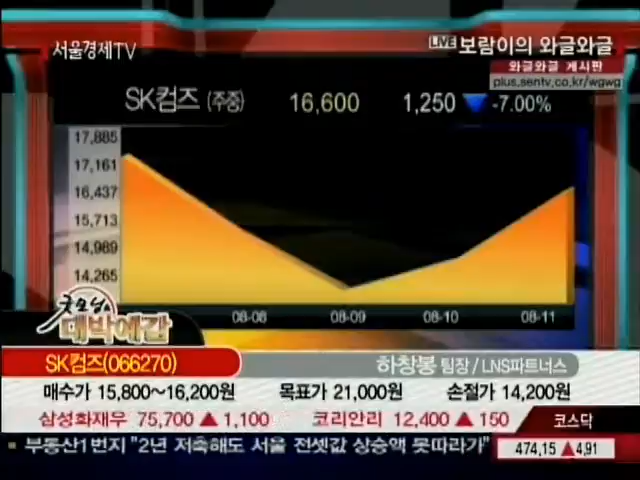 서울경제TV
LIVE 보람이의 와글와글
와글와글 게시판
plus.sentv.co.kr/wgwg
SK컴즈 (주중) 16,600 1,250 ▼ -7.00%
17,885
17,161
16,437
15,713
14,989
14,265
08-08 08-09 08-10 08-11
굿모닝
대박예감
SK컴즈(066270) 하창봉 팀장 / LNS파트너스
매수가 15,800~16,200원 목표가 21,000원 손절가 14,200원
삼성화재우 75,700 ▲ 1,100 코리안리 12,400 ▲ 150 코스닥
부동산1번지 "2년 저축해도 서울 전셋값 상승액 못따라가" 474.15 ▲4.91